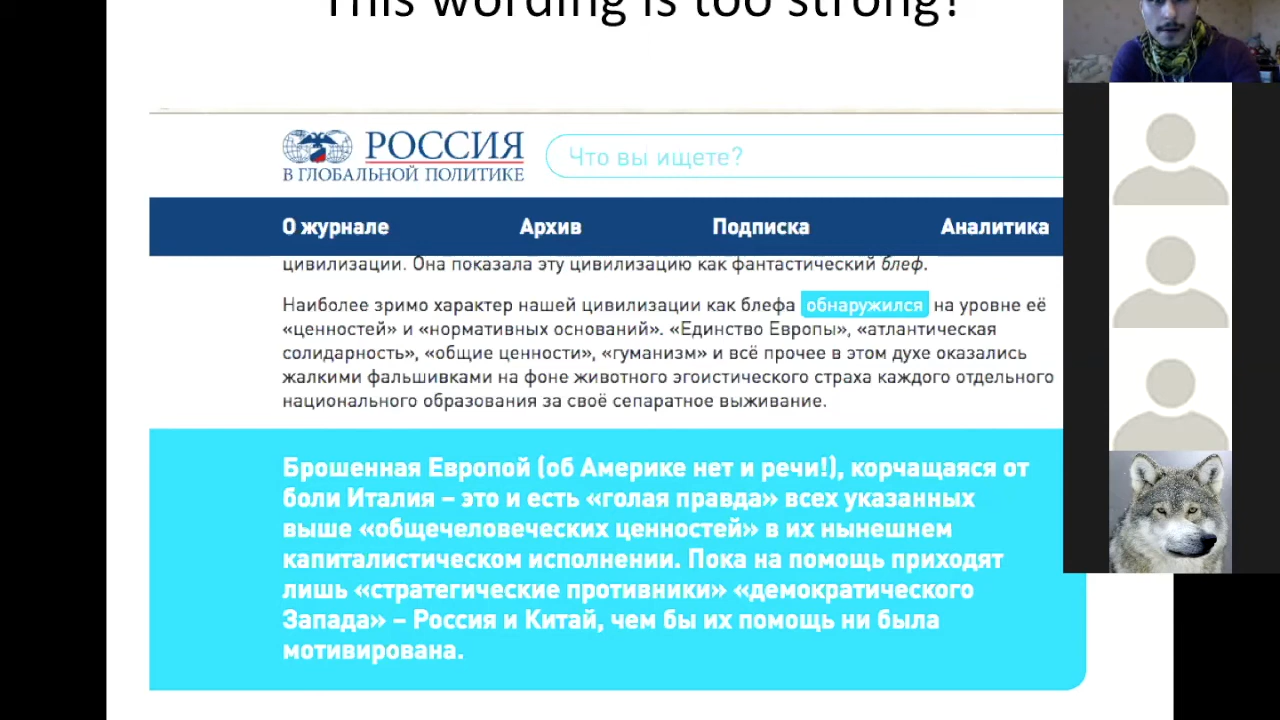 This wording is too strong!
РОССИЯ
В ГЛОБАЛЬНОЙ ПОЛИТИКЕ
Что вы ищете?
О журнале Архив Подписка Аналитика
цивилизации. Она показала эту цивилизацию как фантастический блеф.
Наиболее зримо характер нашей цивилизации как блефа обнаружился на уровне её
«ценностей» и «нормативных оснований». «Единство Европы», «атлантическая
солидарность», «общие ценности», «гуманизм» и всё прочее в этом духе оказались
жалкими фальшивками на фоне животного эгоистического страха каждого отдельного
национального образования за своё сепаратное выживание.
Брошенная Европой (об Америке нет и речи!), корчащаяся от
боли Италия – это и есть «голая правда» всех указанных
выше «общечеловеческих ценностей» в их нынешнем
капиталистическом исполнении. Пока на помощь приходят
лишь «стратегические противники» «демократического
Запада» – Россия и Китай, чем бы их помощь ни была
мотивирована.